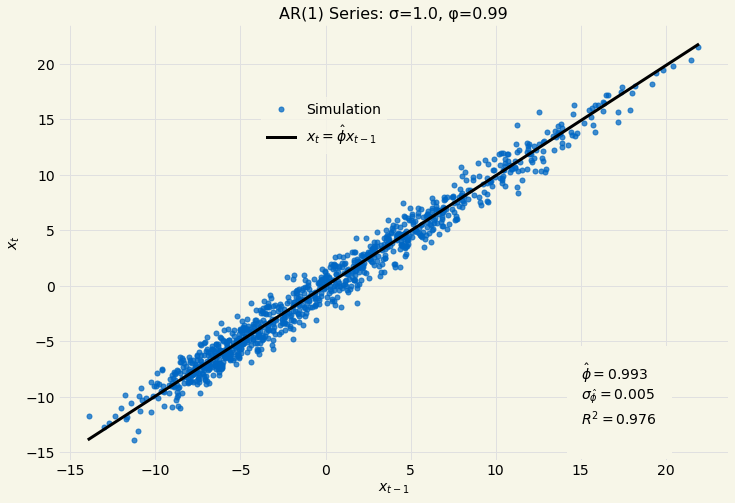 AR(1) Series: σ=1.0, φ=0.99
20
15
10
5
0
−5
−10
−15
x_t
Simulation
x_t = ϕ̂x_{t−1}
ϕ̂ = 0.993
σ_ϕ̂ = 0.005
R² = 0.976
−15
−10
−5
0
5
10
15
20
x_{t−1}